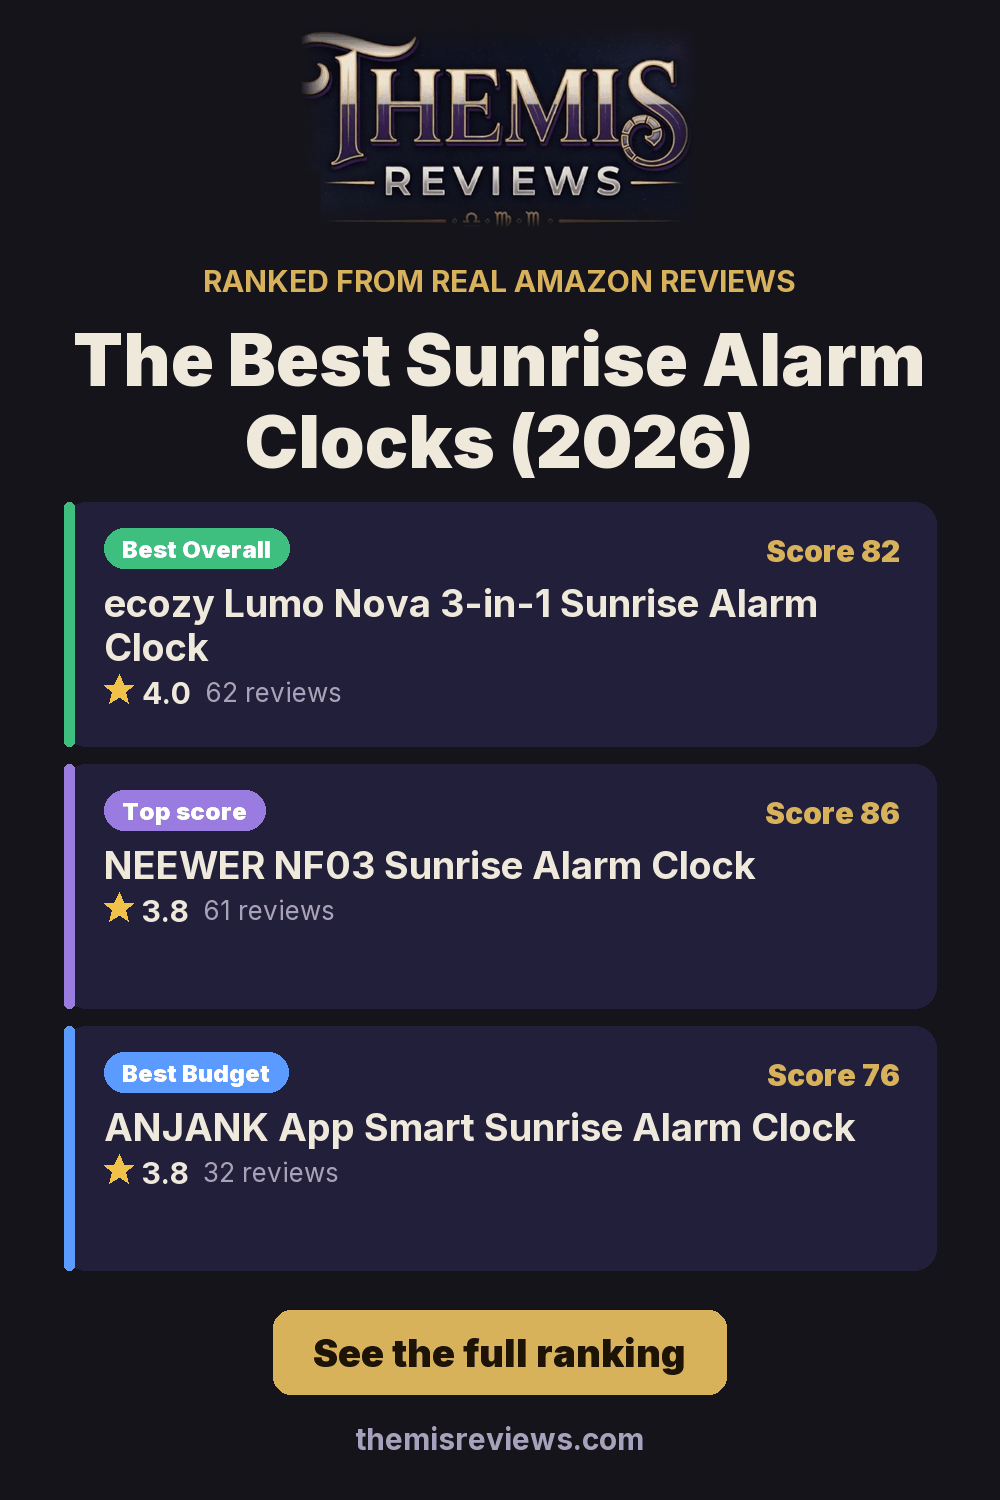 THEMIS
REVIEWS
♎ · ♍ · ♏
RANKED FROM REAL AMAZON REVIEWS
The Best Sunrise Alarm
Clocks (2026)
Best Overall
Score 82
ecozy Lumo Nova 3-in-1 Sunrise Alarm
Clock
4.0 62 reviews
Top score
Score 86
NEEWER NF03 Sunrise Alarm Clock
3.8 61 reviews
Best Budget
Score 76
ANJANK App Smart Sunrise Alarm Clock
3.8 32 reviews
See the full ranking
themisreviews.com